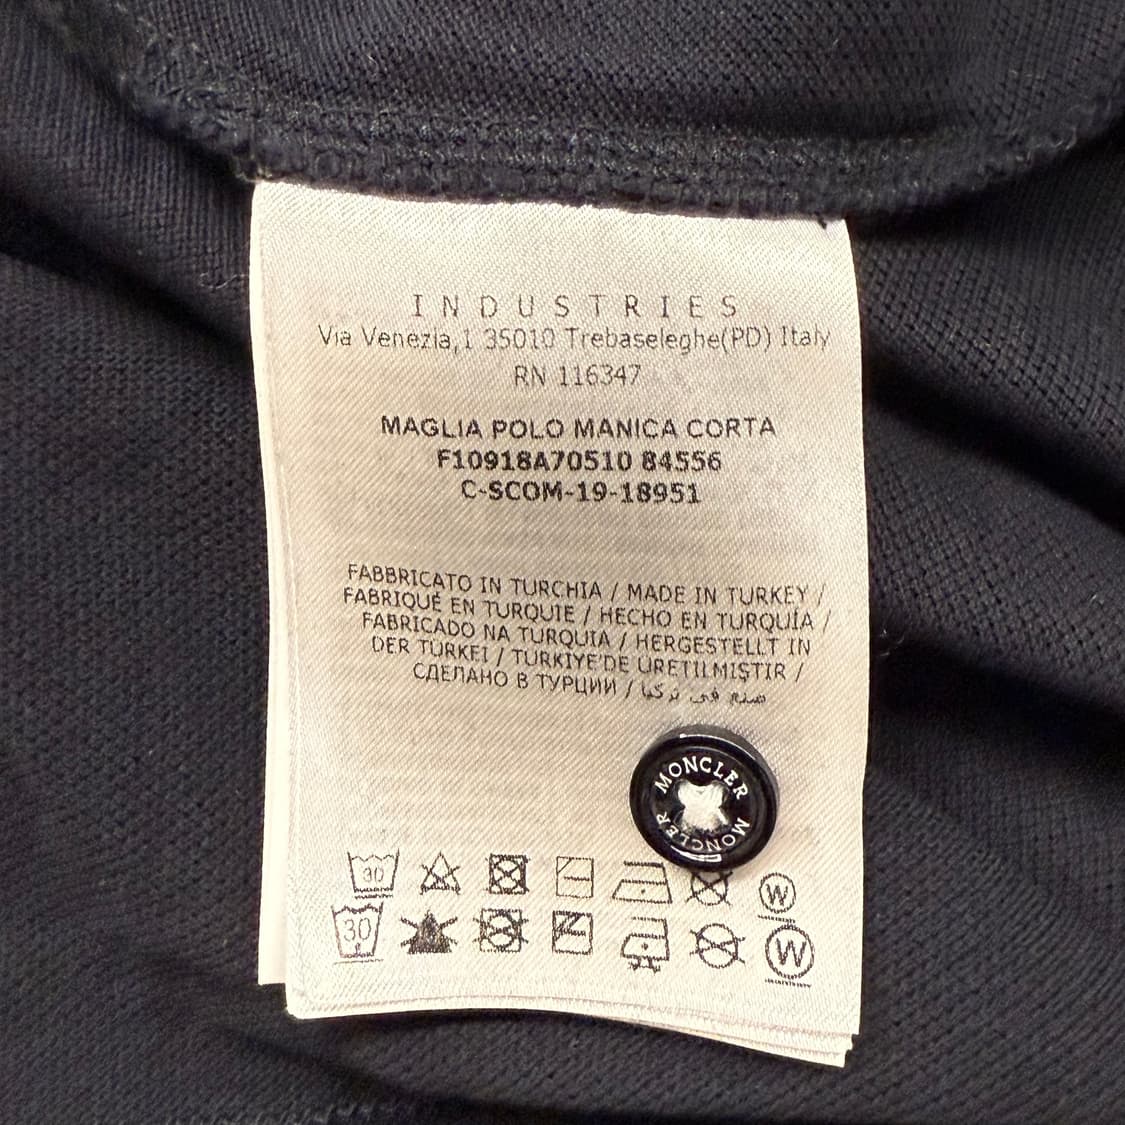 INDUSTRIES
Via Venezia,1 35010 Trebaseleghe(PD) Italy
RN 116347
MAGLIA POLO MANICA CORTA
F10918A70510 84556
C-SCOM-19-18951
FABBRICATO IN TURCHIA / MADE IN TURKEY /
FABRIQUÉ EN TURQUIE / HECHO EN TURQUÍA /
FABRICADO NA TURQUIA / HERGESTELLT IN
DER TÜRKEI / TÜRKIYE'DE ÜRETILMIŞTIR /
СДЕЛАНО В ТУРЦИИ / صنع في تركيا
MONCLER
MONCLER
30 W
30 W